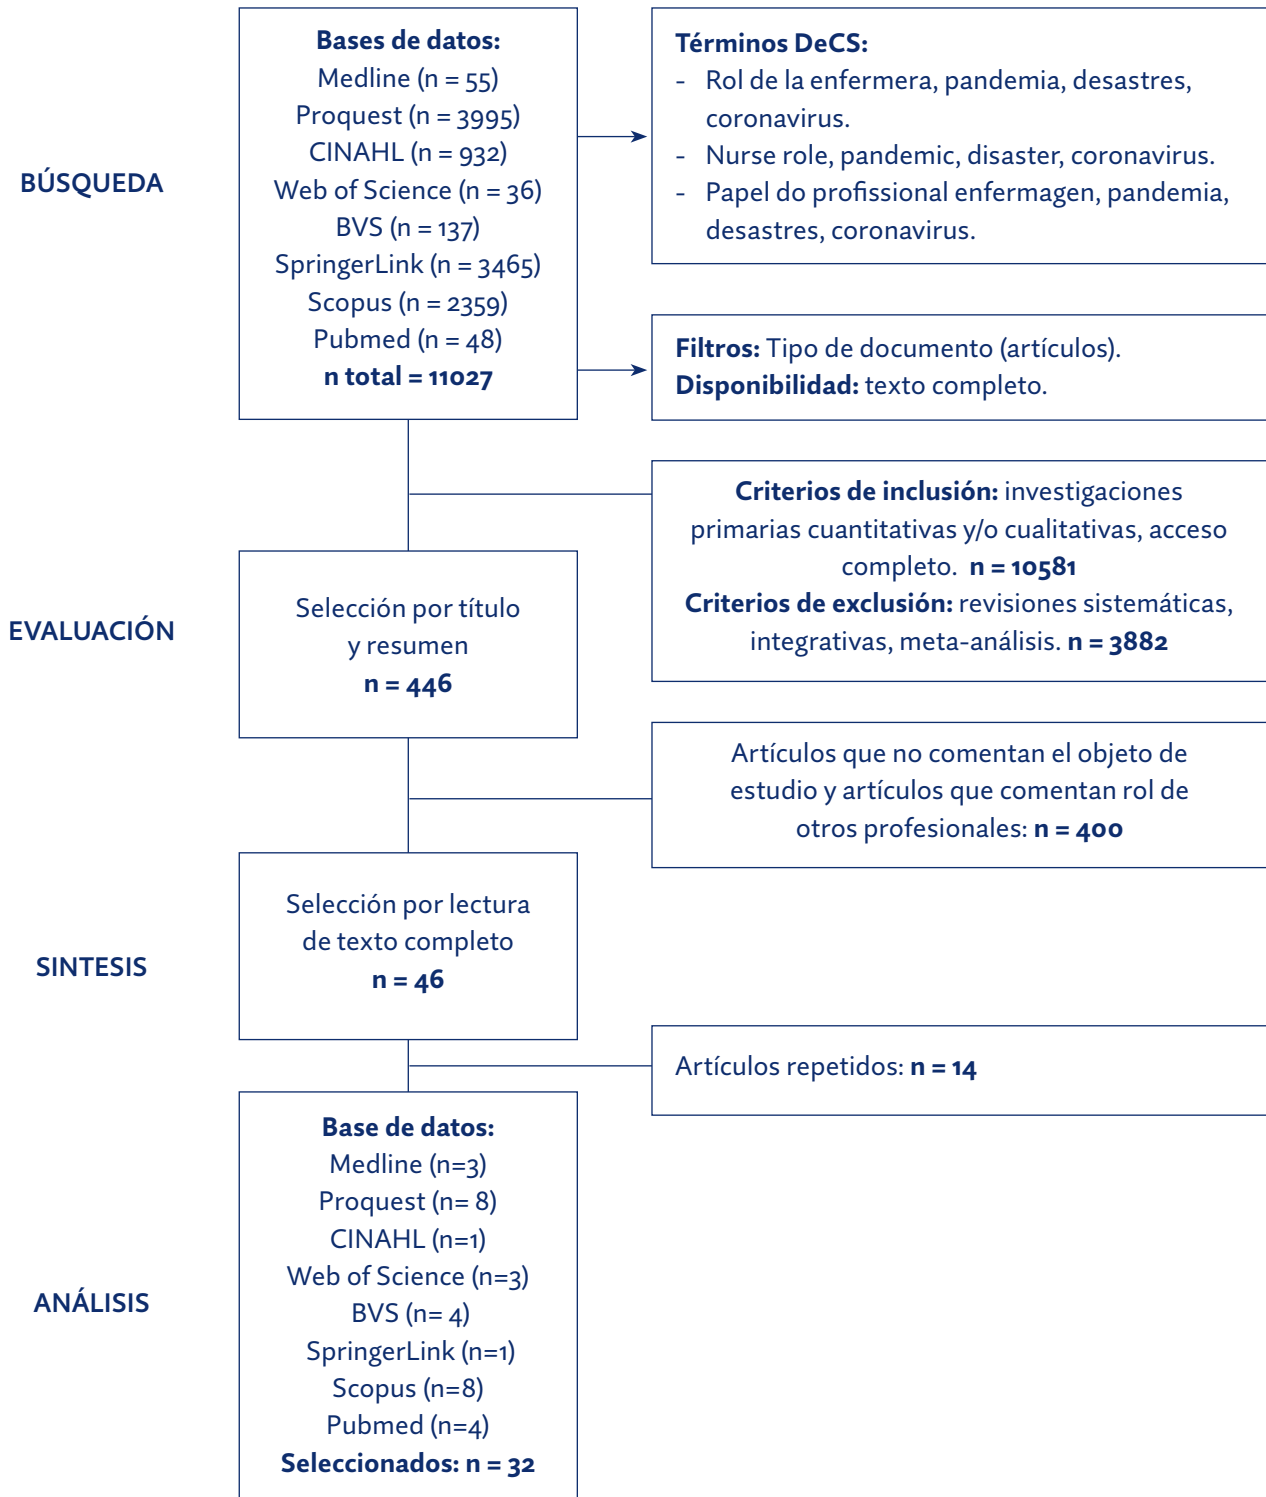 BÚSQUEDA
Bases de datos:
Medline (n = 55)
Proquest (n = 3995)
CINAHL (n = 932)
Web of Science (n = 36)
BVS (n = 137)
SpringerLink (n = 3465)
Scopus (n = 2359)
Pubmed (n = 48)
n total = 11027
Términos DeCS:
- Rol de la enfermera, pandemia, desastres,
coronavirus.
- Nurse role, pandemic, disaster, coronavirus.
- Papel do profissional enfermagen, pandemia,
desastres, coronavirus.
Filtros: Tipo de documento (artículos).
Disponibilidad: texto completo.
Criterios de inclusión: investigaciones
primarias cuantitativas y/o cualitativas, acceso
completo. n = 10581
Criterios de exclusión: revisiones sistemáticas,
integrativas, meta-análisis. n = 3882
EVALUACIÓN
Selección por título
y resumen
n = 446
Artículos que no comentan el objeto de
estudio y artículos que comentan rol de
otros profesionales: n = 400
SINTESIS
Selección por lectura
de texto completo
n = 46
Artículos repetidos: n = 14
ANÁLISIS
Base de datos:
Medline (n=3)
Proquest (n= 8)
CINAHL (n=1)
Web of Science (n=3)
BVS (n= 4)
SpringerLink (n=1)
Scopus (n=8)
Pubmed (n=4)
Seleccionados: n = 32